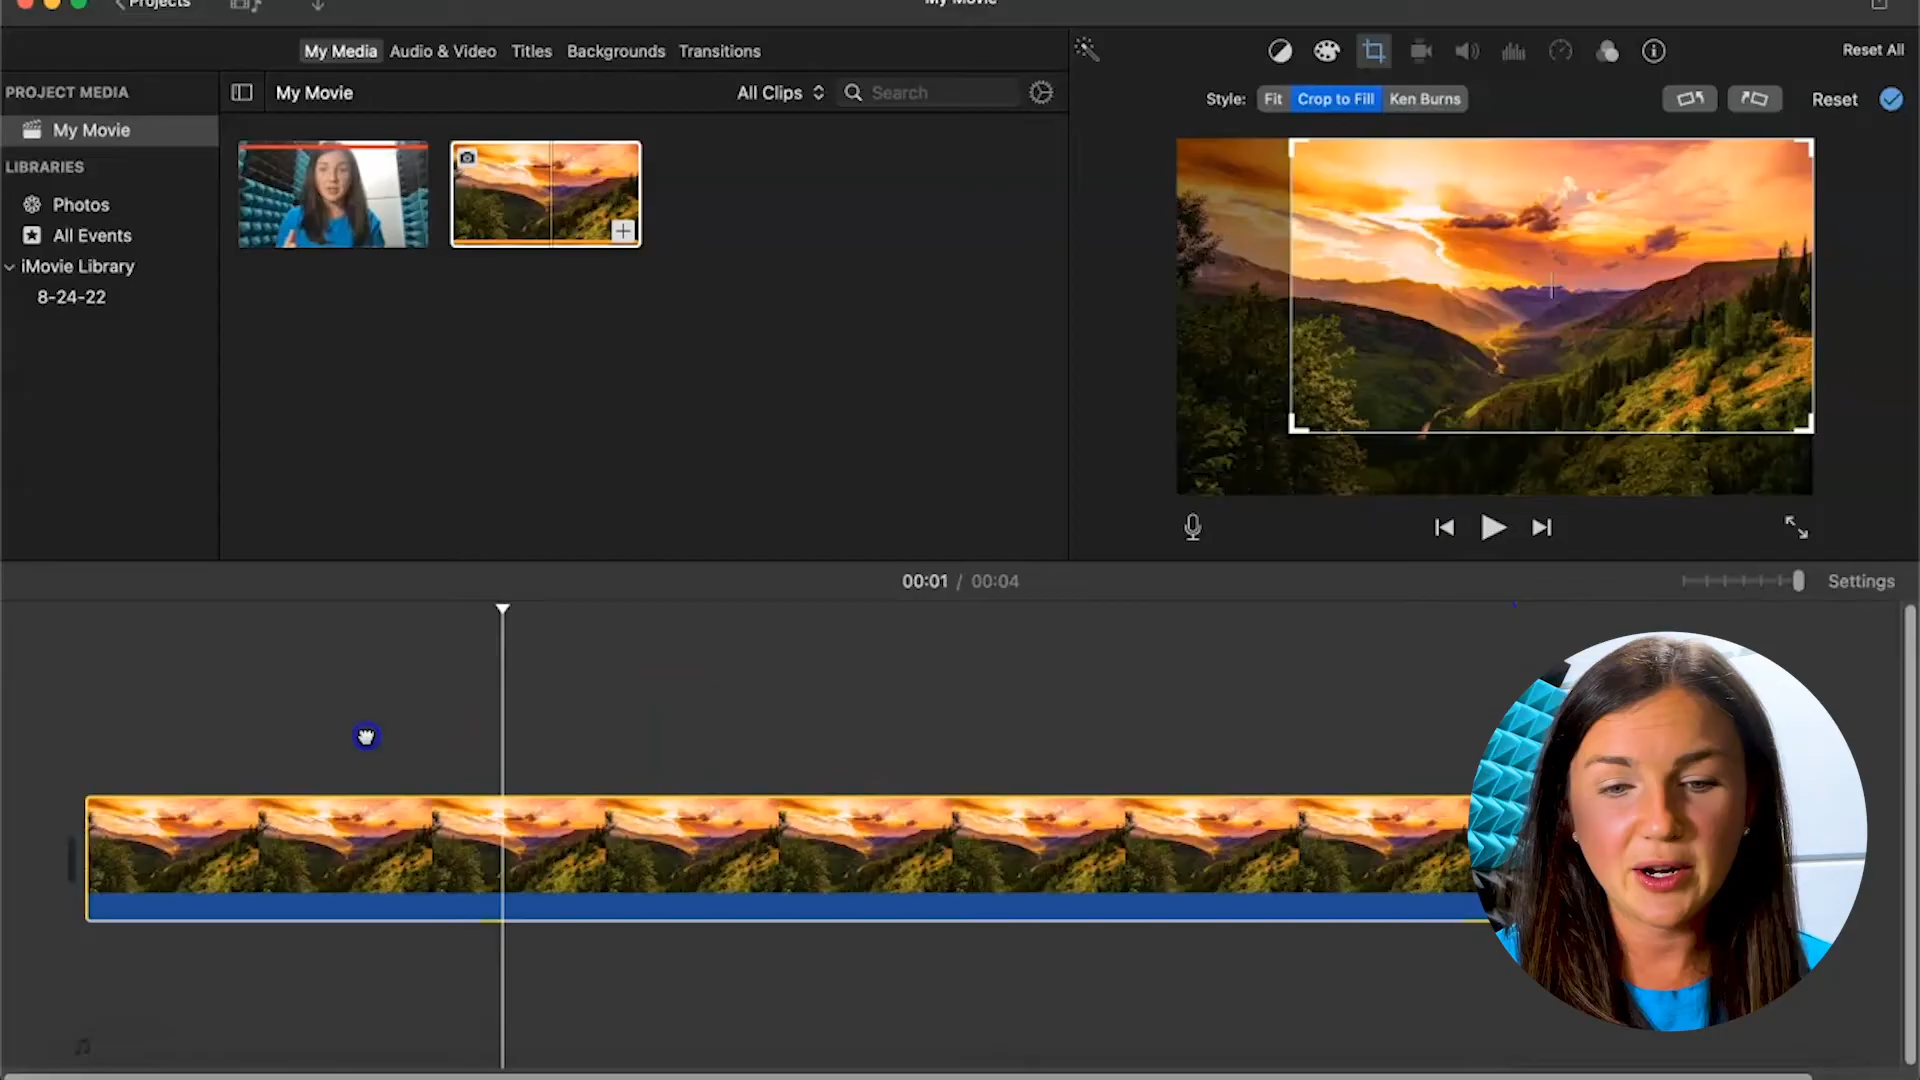 Projects
My Movie
My Media Audio & Video Titles Backgrounds Transitions
Reset All
PROJECT MEDIA
My Movie
All Clips
Search
Style: Fit Crop to Fill Ken Burns
Reset
My Movie
LIBRARIES
Photos
All Events
iMovie Library
8-24-22
00:01 / 00:04
Settings